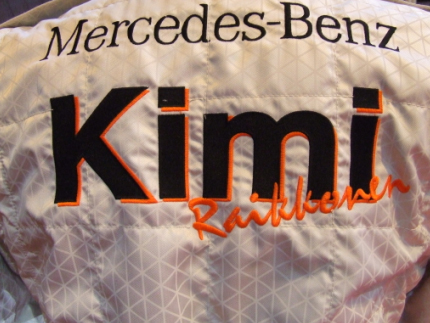 Mercedes-Benz
Kimi
Raikkonen